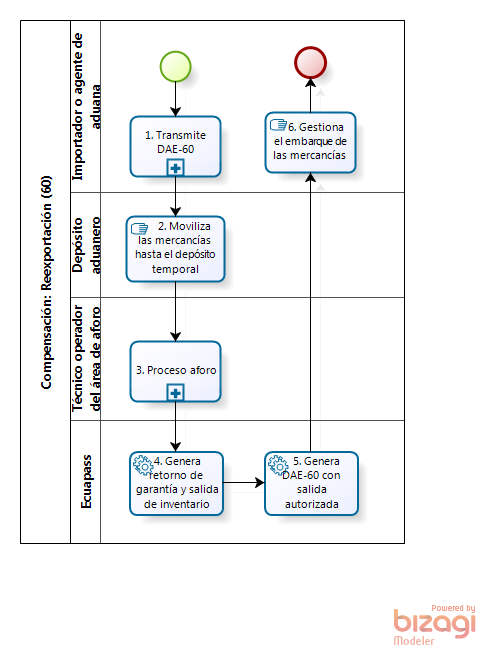 Compensación: Reexportación (60)
Importador o agente de
aduana
1. Transmite
DAE-60
6. Gestiona
el embarque de
las mercancías
Depósito
aduanero
2. Moviliza
las mercancías
hasta el depósito
temporal
Técnico operador
del área de aforo
3. Proceso aforo
Ecuapass
4. Genera
retorno de
garantía y salida
de inventario
5. Genera
DAE-60 con
salida
autorizada
Powered by
bizagi
Modeler